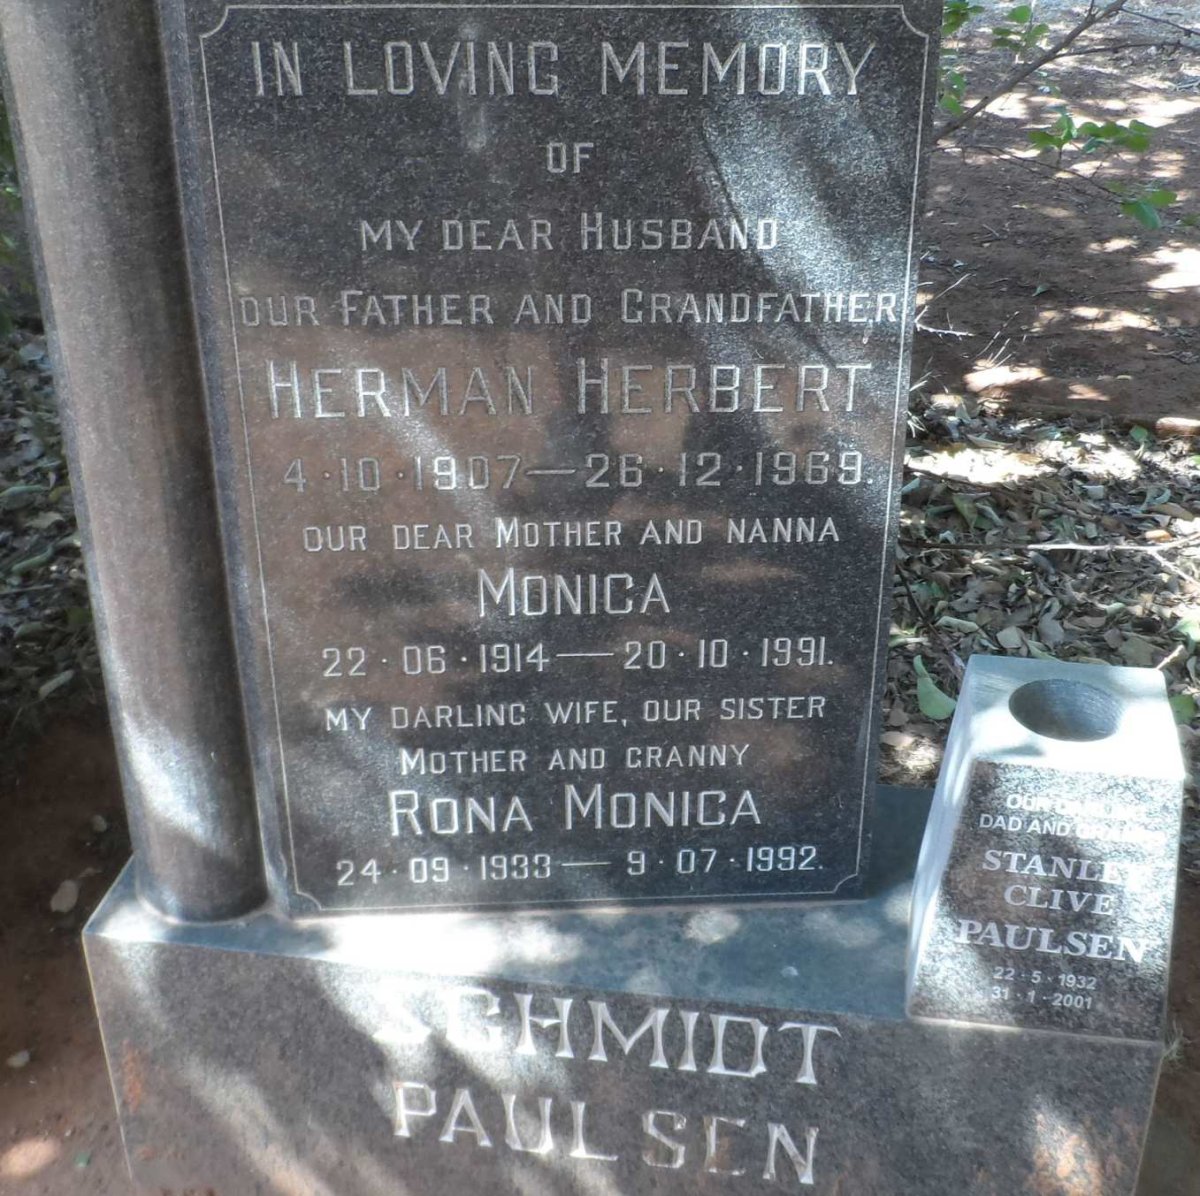 IN LOVING MEMORY
OF
MY DEAR HUSBAND
OUR FATHER AND GRANDFATHER
HERMAN HERBERT
4·10·1907—26·12·1969.
OUR DEAR MOTHER AND NANNA
MONICA
22·06·1914—20·10·1991.
MY DARLING WIFE, OUR SISTER
MOTHER AND GRANNY
RONA MONICA
24·09·1933—9·07·1992.
SCHMIDT
PAULSEN
OUR
DAD AND
STANLEY
CLIVE
PAULSEN
22·5·1932
31·1·2001